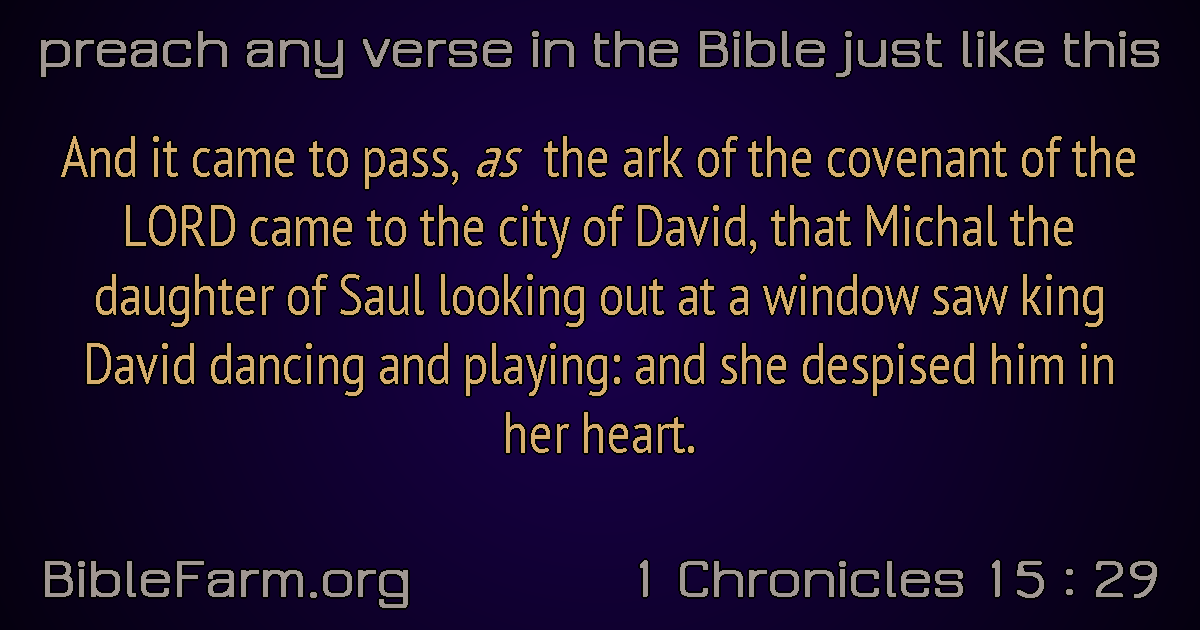 preach any verse in the Bible just like this
And it came to pass, as the ark of the covenant of the
LORD came to the city of David, that Michal the
daughter of Saul looking out at a window saw king
David dancing and playing: and she despised him in
her heart.
BibleFarm.org
1 Chronicles 15 : 29